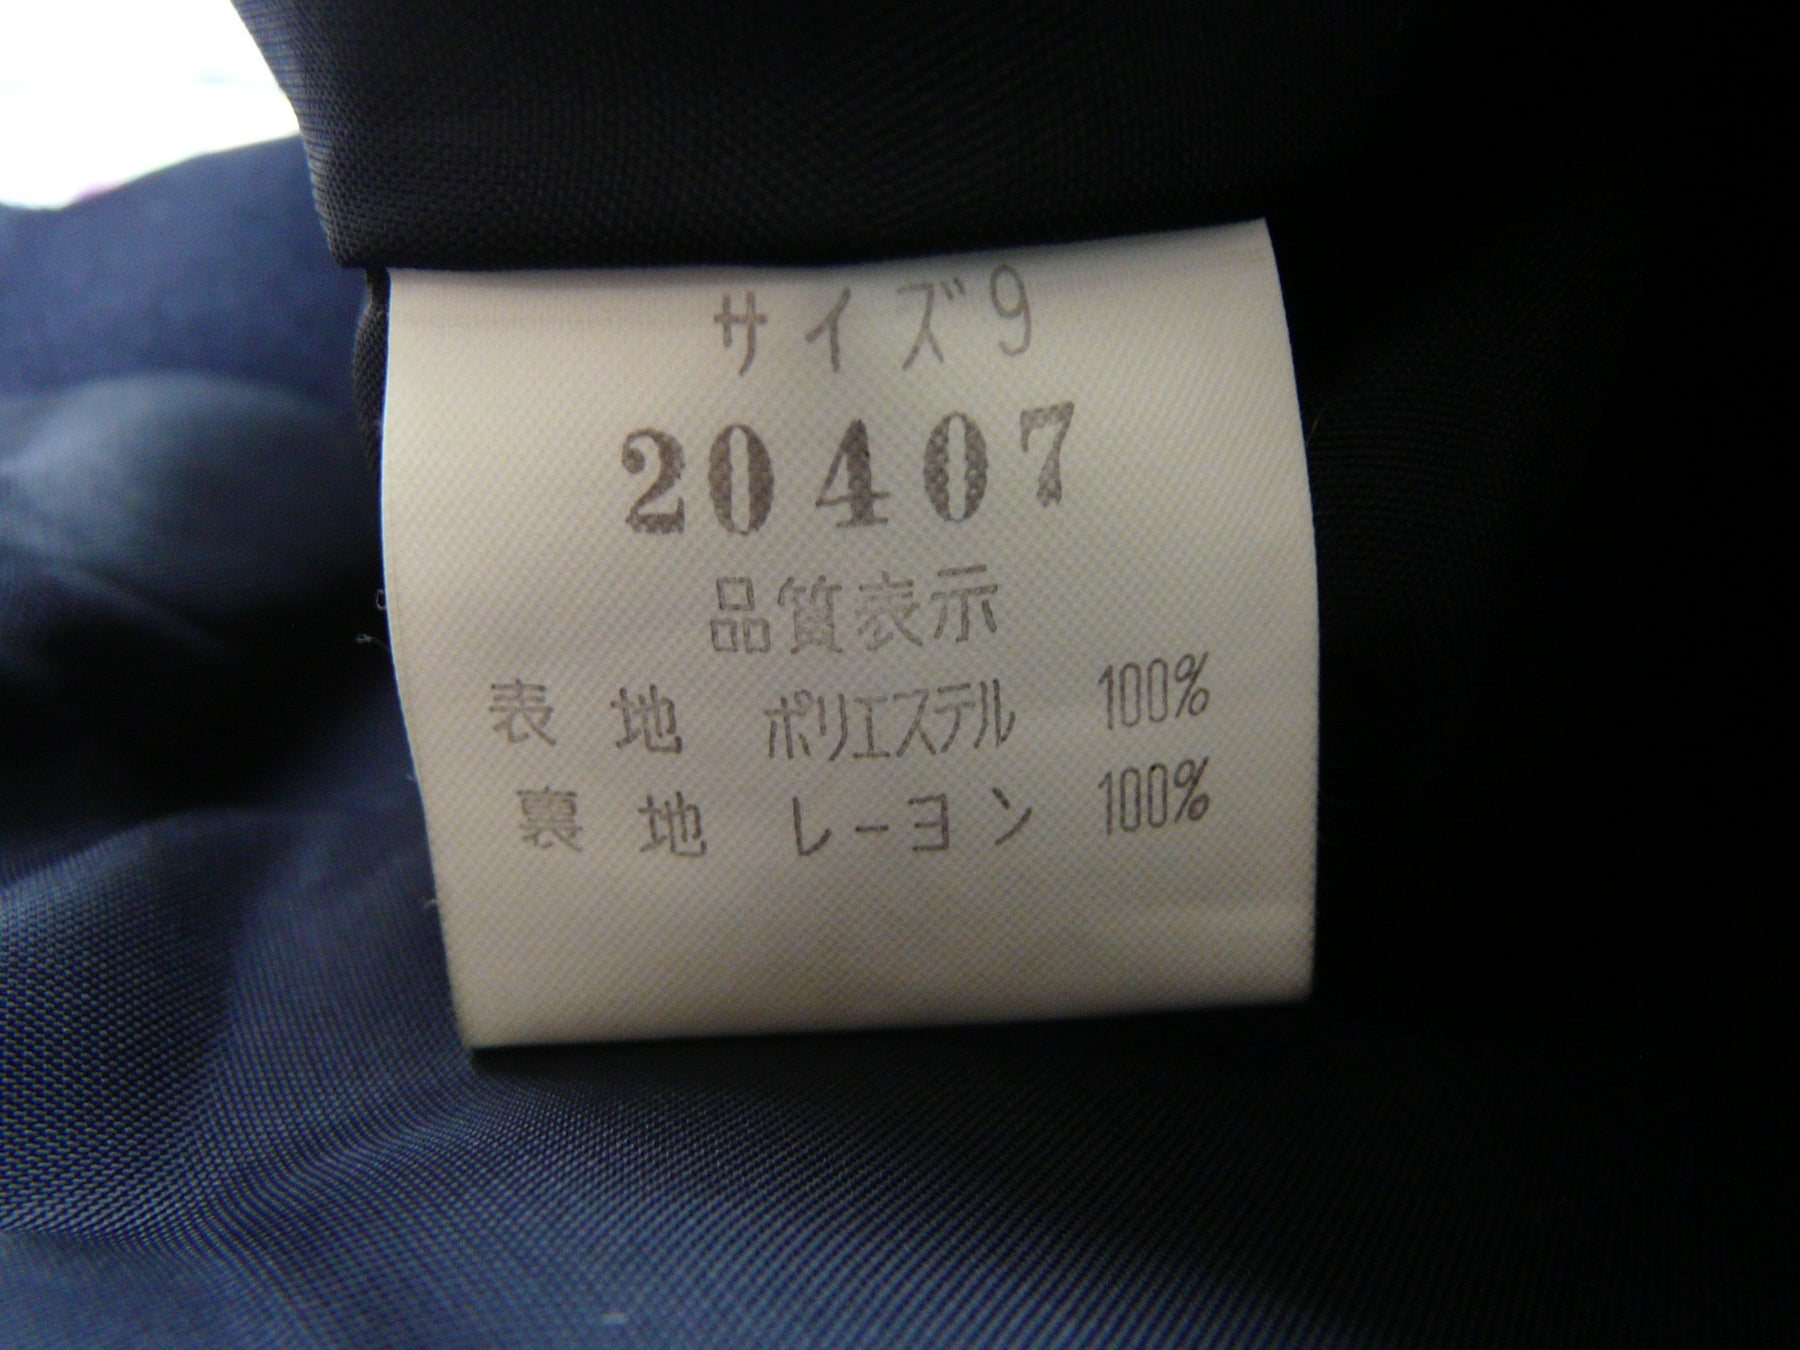 サイズ9
20407
品質表示
表地 ポリエステル 100%
裏地 レーヨン 100%